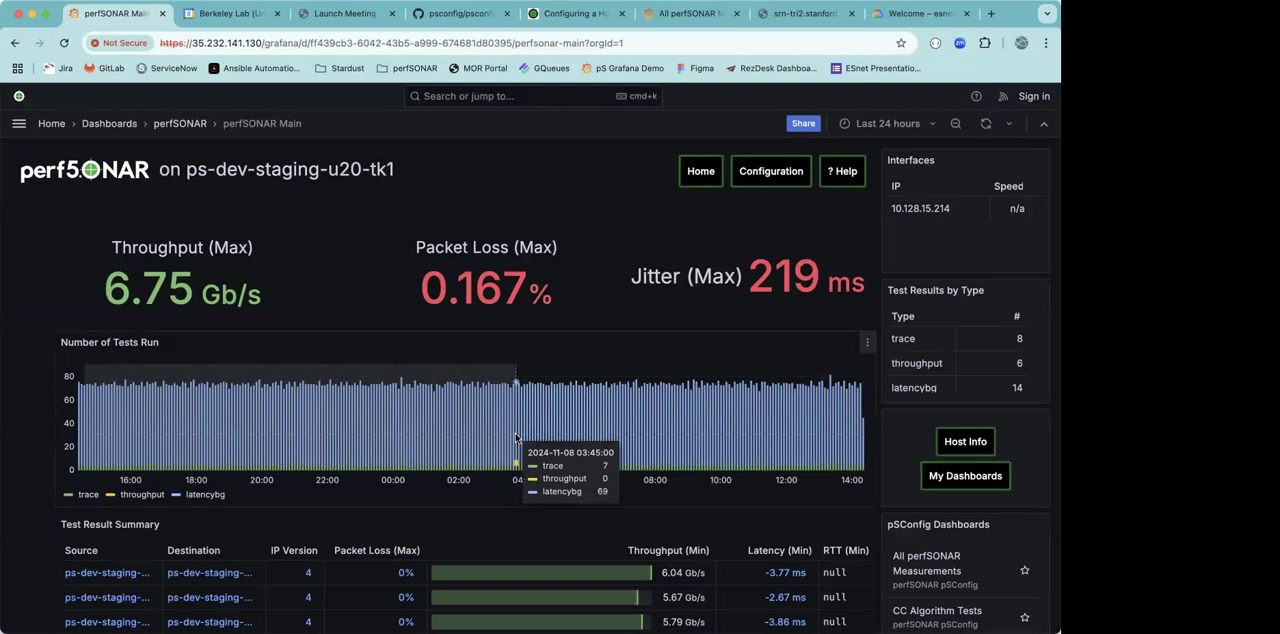 perfSONAR Main
Berkeley Lab (Un
Launch Meeting
psconfig/psconfi
Configuring a Ho
All perfSONAR M
srn-tri2.stanford
Welcome – esne
Not Secure
https://35.232.141.130/grafana/d/ff439cb3-6042-43b5-a999-674681d80395/perfsonar-main?orgId=1
Jira
GitLab
ServiceNow
Ansible Automatio...
Stardust
perfSONAR
MOR Portal
GQueues
pS Grafana Demo
Figma
RezDesk Dashboa...
ESnet Presentatio...
Search or jump to...
cmd+k
Sign in
Home > Dashboards > perfSONAR > perfSONAR Main
Share
Last 24 hours
perfSONAR on ps-dev-staging-u20-tk1
Home
Configuration
? Help
Throughput (Max)
6.75 Gb/s
Packet Loss (Max)
0.167%
Jitter (Max) 219 ms
Interfaces
IP Speed
10.128.15.214 n/a
Test Results by Type
Type #
trace 8
throughput 6
latencybg 14
Number of Tests Run
80
60
40
20
0
16:00 18:00 20:00 22:00 00:00 02:00 04 08:00 10:00 12:00 14:00
2024-11-08 03:45:00
trace 7
throughput 0
latencybg 69
trace throughput latencybg
Host Info
My Dashboards
Test Result Summary
Source Destination IP Version Packet Loss (Max) Throughput (Min) Latency (Min) RTT (Min)
ps-dev-staging-... ps-dev-staging-... 4 0% 6.04 Gb/s -3.77 ms null
ps-dev-staging-... ps-dev-staging-... 4 0% 5.67 Gb/s -2.67 ms null
ps-dev-staging-... ps-dev-staging-... 4 0% 5.79 Gb/s -3.86 ms null
pSConfig Dashboards
All perfSONAR
Measurements
perfSONAR pSConfig
CC Algorithm Tests
perfSONAR pSConfig